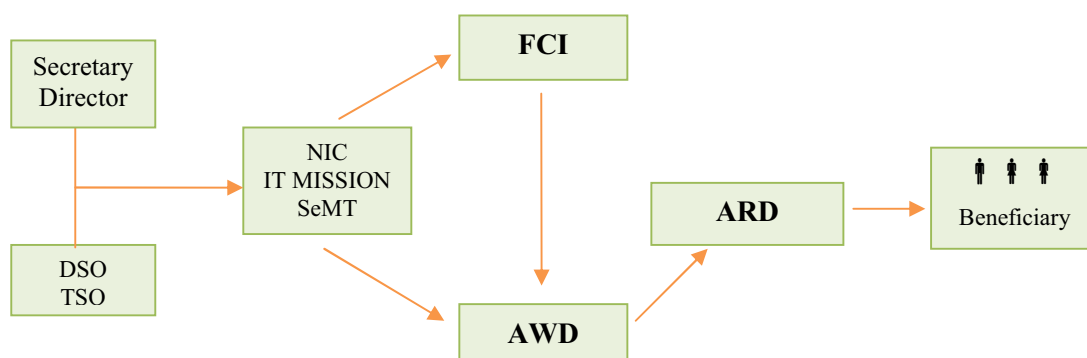 Secretary
Director
FCI
NIC
IT MISSION
SeMT
DSO
TSO
AWD
ARD
Beneficiary